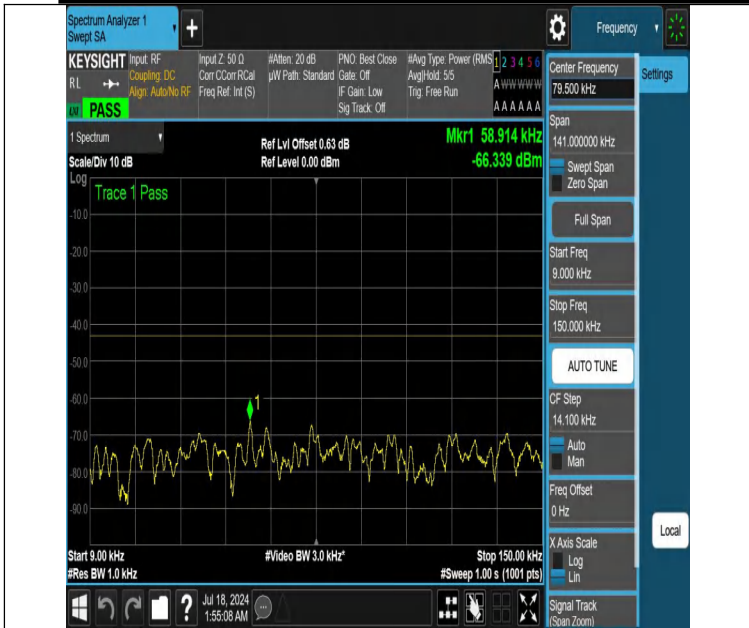 Spectrum Analyzer 1
Swept SA
+
Frequency
KEYSIGHT
RL
PASS
Input: RF
Coupling: DC
Align: Auto/No RF
Input Z: 50 Ω
Corr CCorr RCal
Freq Ref: Int (S)
#Atten: 20 dB
µW Path: Standard
PNO: Best Close
Gate: Off
IF Gain: Low
Sig Track: Off
#Avg Type: Power (RMS
Avg|Hold: 5/5
Trig: Free Run
1 2 3 4 5 6
A W W W W W
A A A A A A
1 Spectrum
Scale/Div 10 dB
Ref Lvl Offset 0.63 dB
Ref Level 0.00 dBm
Mkr1 58.914 kHz
-66.339 dBm
Log
Trace 1 Pass
-10.0
-20.0
-30.0
-40.0
-50.0
-60.0
-70.0
-80.0
-90.0
1
Start 9.00 kHz
#Res BW 1.0 kHz
#Video BW 3.0 kHz*
Stop 150.00 kHz
#Sweep 1.00 s (1001 pts)
?
Jul 18, 2024
1:55:08 AM
Center Frequency
79.500 kHz
Span
141.000000 kHz
Swept Span
Zero Span
Full Span
Start Freq
9.000 kHz
Stop Freq
150.000 kHz
AUTO TUNE
CF Step
14.100 kHz
Auto
Man
Freq Offset
0 Hz
X Axis Scale
Log
Lin
Signal Track
(Span Zoom)
Settings
Local